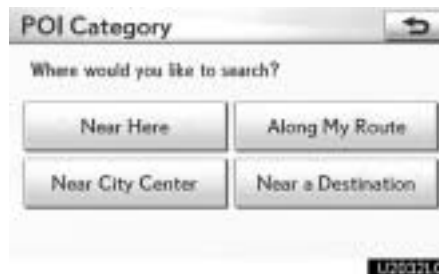 POI Category
Where would you like to search?
Near Here
Along My Route
Near City Center
Near a Destination